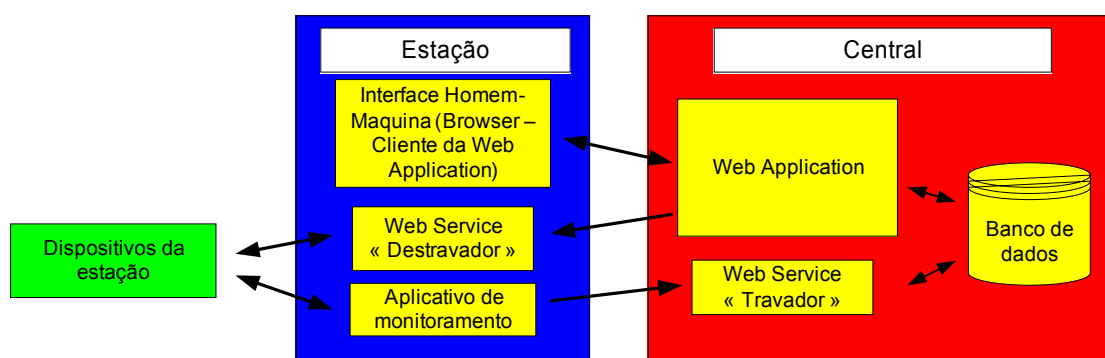 Estação
Interface Homem-
Maquina (Browser –
Cliente da Web
Application)
Web Service
« Destravador »
Aplicativo de
monitoramento
Central
Web Application
Web Service
« Travador »
Banco de
dados
Dispositivos da
estação